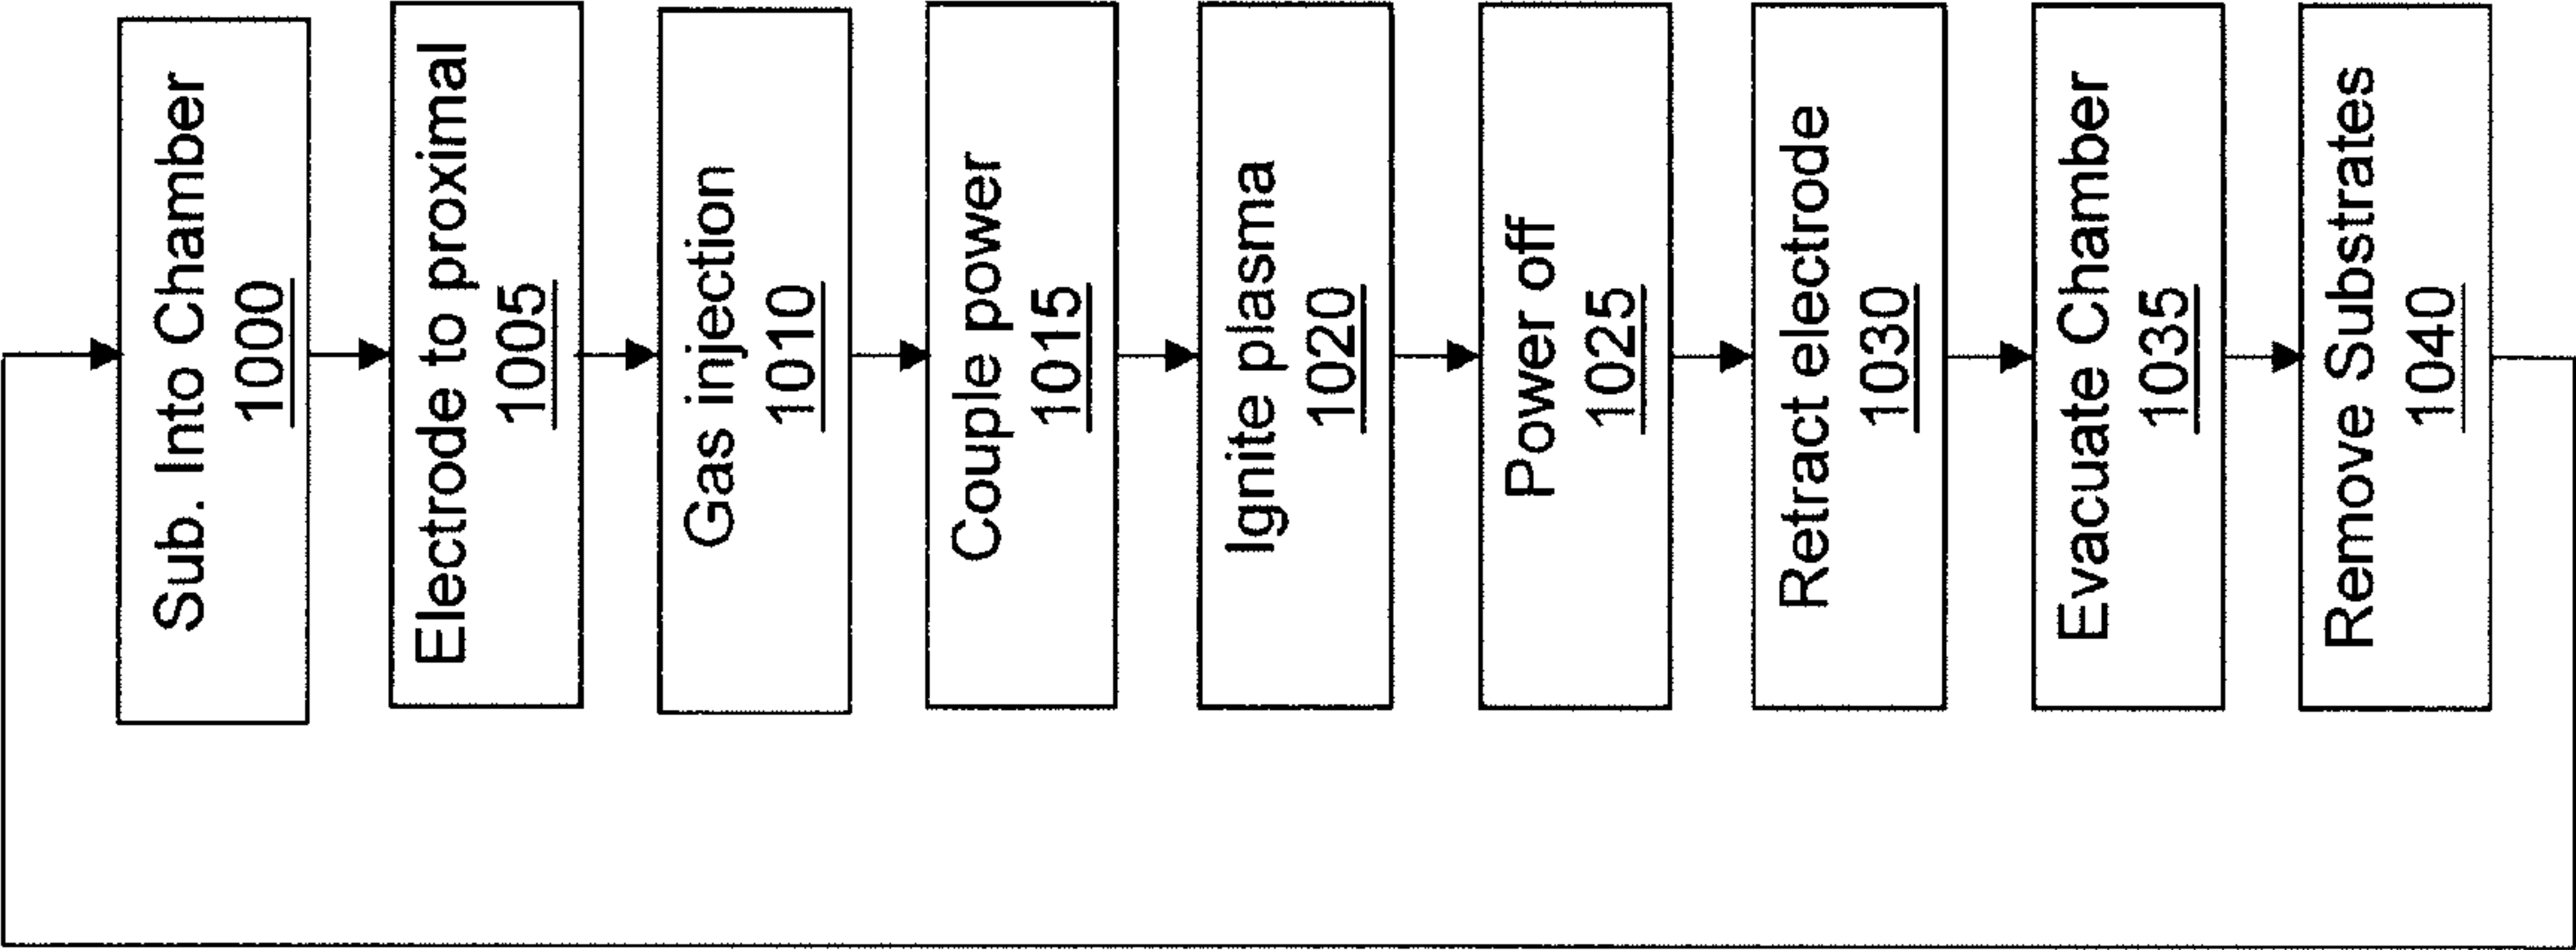 Sub. Into Chamber
1000
Electrode to proximal
1005
Gas injection
1010
Couple power
1015
Ignite plasma
1020
Power off
1025
Retract electrode
1030
Evacuate Chamber
1035
Remove Substrates
1040